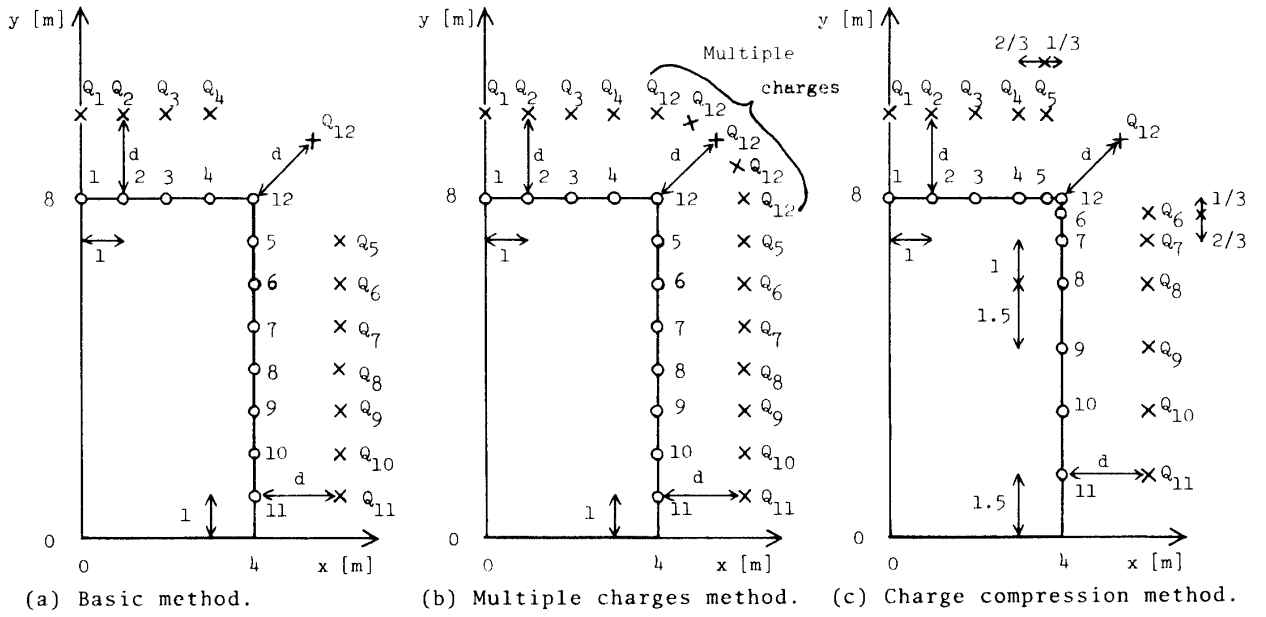 y [m]
Q1 Q2 Q3 Q4
Q12
d
d
1 2 3 4 12
8
1
5 Q5
6 Q6
7 Q7
8 Q8
9 Q9
10 Q10
d
11 Q11
1
0
0 4 x [m]
(a) Basic method.
y [m]
Multiple
charges
Q1 Q2 Q3 Q4 Q12
Q12
Q12
Q12
Q12
d
d
1 2 3 4 12
8
1
5 Q5
6 Q6
7 Q7
8 Q8
9 Q9
10 Q10
d
11 Q11
1
0
0 4 x [m]
(b) Multiple charges method.
y [m]
2/3 1/3
Q1 Q2 Q3 Q4 Q5
Q12
d
d
1 2 3 4 5 12
8
1
6 Q6
1/3
2/3
7 Q7
1
8 Q8
1.5
9 Q9
10 Q10
d
11 Q11
1.5
0
0 4 x [m]
(c) Charge compression method.